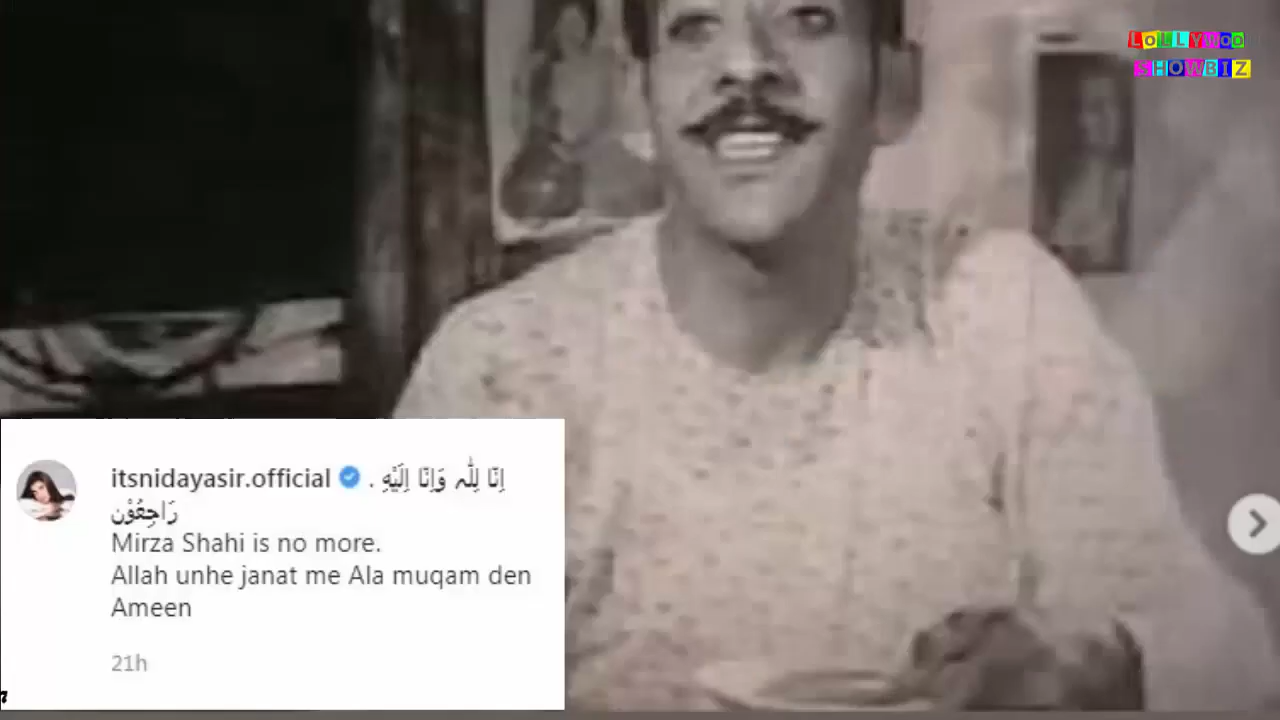 LOLLYWOOD
SHOWBIZ
itsnidayasir.official . اِنَّا لِلّٰہِ وَاِنَّا اِلَيْهِ
رَاجِعُوْن
Mirza Shahi is no more.
Allah unhe janat me Ala muqam den
Ameen
21h